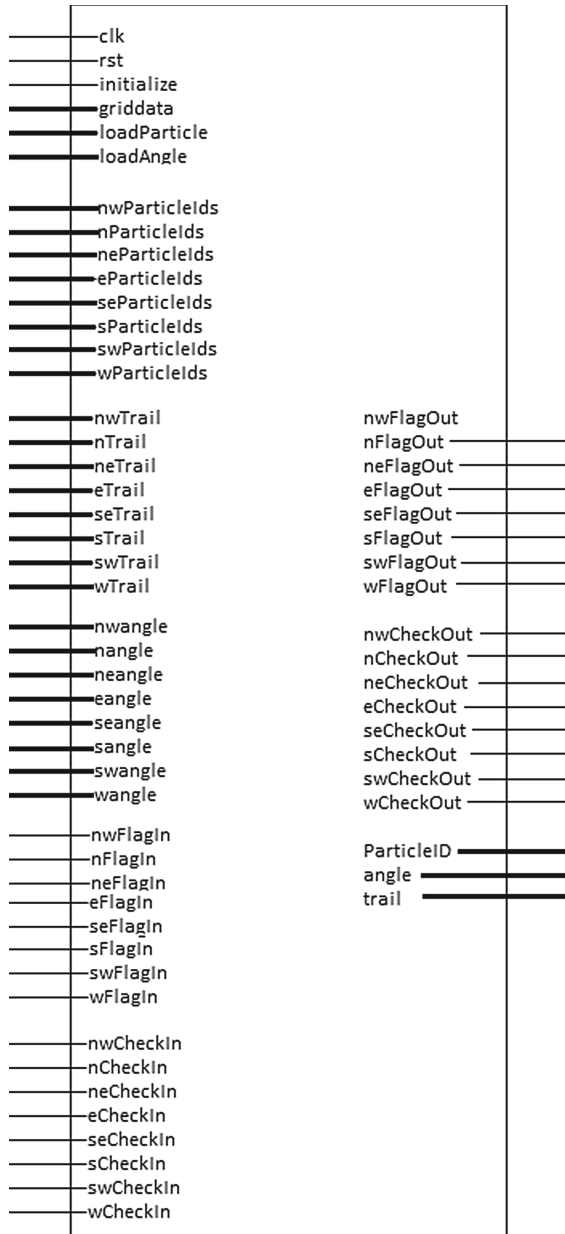 clk
rst
initialize
griddata
loadParticle
loadAngle
nwParticleIds
nParticleIds
neParticleIds
eParticleIds
seParticleIds
sParticleIds
swParticleIds
wParticleIds
nwTrail
nTrail
neTrail
eTrail
seTrail
sTrail
swTrail
wTrail
nwangle
nangle
neangle
eangle
seangle
sangle
swangle
wangle
nwFlagIn
nFlagIn
neFlagIn
eFlagIn
seFlagIn
sFlagIn
swFlagIn
wFlagIn
nwCheckIn
nCheckIn
neCheckIn
eCheckIn
seCheckIn
sCheckIn
swCheckIn
wCheckIn
nwFlagOut
nFlagOut
neFlagOut
eFlagOut
seFlagOut
sFlagOut
swFlagOut
wFlagOut
nwCheckOut
nCheckOut
neCheckOut
eCheckOut
seCheckOut
sCheckOut
swCheckOut
wCheckOut
ParticleID
angle
trail